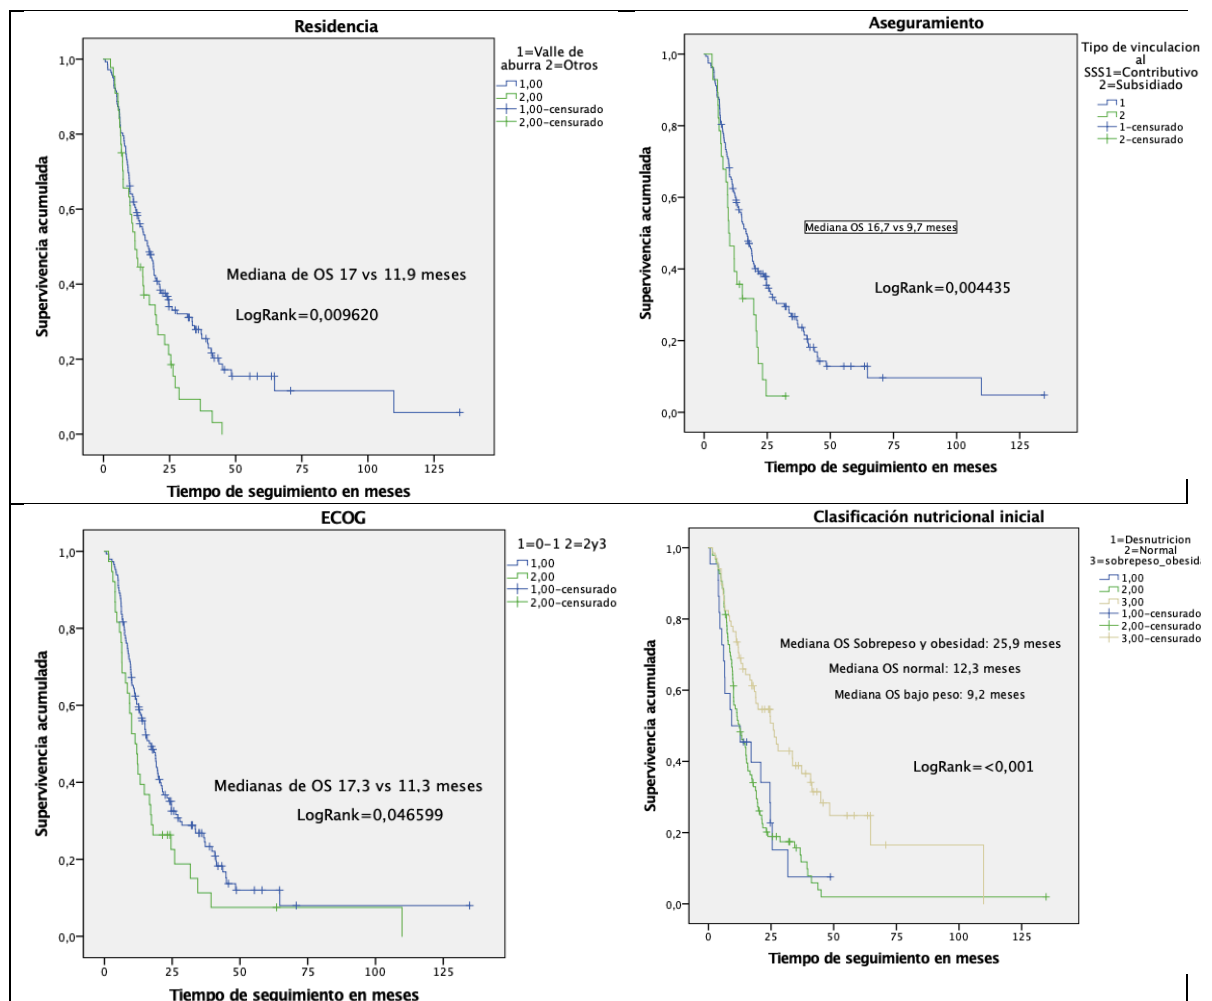 Residencia
1=Valle de
aburra 2=Otros
1,00
2,00
1,00-censurado
2,00-censurado
Supervivencia acumulada
1,0
0,8
0,6
0,4
0,2
0,0
Mediana de OS 17 vs 11,9 meses
LogRank=0,009620
0 25 50 75 100 125
Tiempo de seguimiento en meses
Aseguramiento
Tipo de vinculacion
al
SSS1=Contributivo
2=Subsidiado
1
2
1-censurado
2-censurado
Supervivencia acumulada
1,0
0,8
0,6
0,4
0,2
0,0
Mediana OS 16,7 vs 9,7 meses
LogRank=0,004435
0 25 50 75 100 125
Tiempo de seguimiento en meses
ECOG
1=0-1 2=2y3
1,00
2,00
1,00-censurado
2,00-censurado
Supervivencia acumulada
1,0
0,8
0,6
0,4
0,2
0,0
Medianas de OS 17,3 vs 11,3 meses
LogRank=0,046599
0 25 50 75 100 125
Tiempo de seguimiento en meses
Clasificación nutricional inicial
1=Desnutricion
2=Normal
3=sobrepeso_obesid
1,00
2,00
3,00
1,00-censurado
2,00-censurado
3,00-censurado
Supervivencia acumulada
1,0
0,8
0,6
0,4
0,2
0,0
Mediana OS Sobrepeso y obesidad: 25,9 meses
Mediana OS normal: 12,3 meses
Mediana OS bajo peso: 9,2 meses
LogRank=<0,001
0 25 50 75 100 125
Tiempo de seguimiento en meses